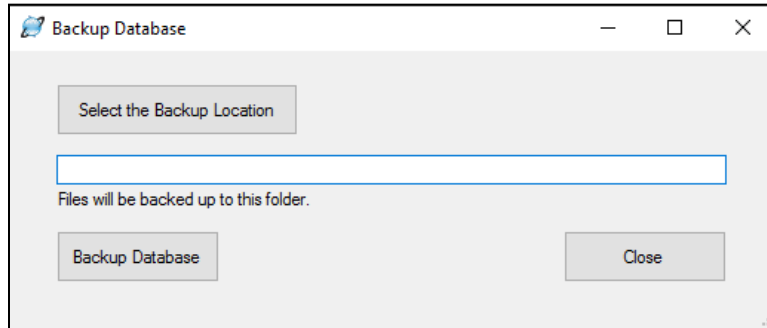 Backup Database
Select the Backup Location
Files will be backed up to this folder.
Backup Database
Close